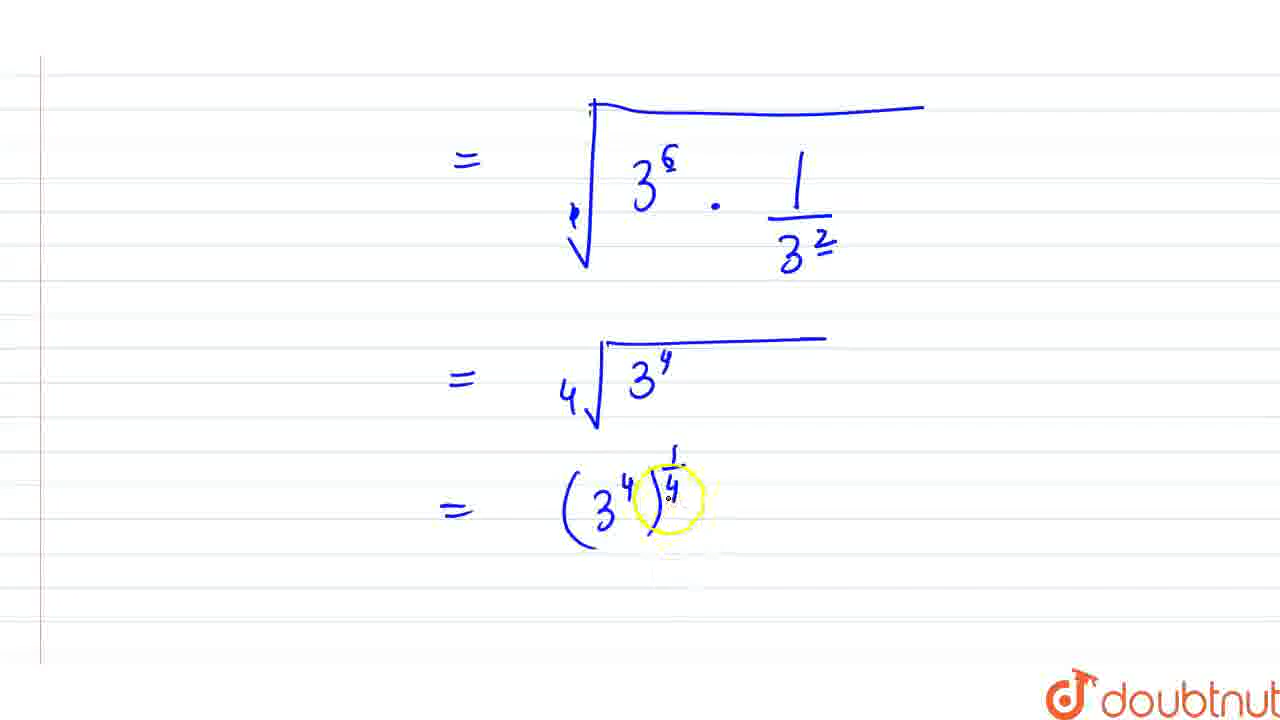 = ⁴√(3⁶ · 1/3²)
= ⁴√(3⁴)
= (3⁴)^(1/4)
doubtnut